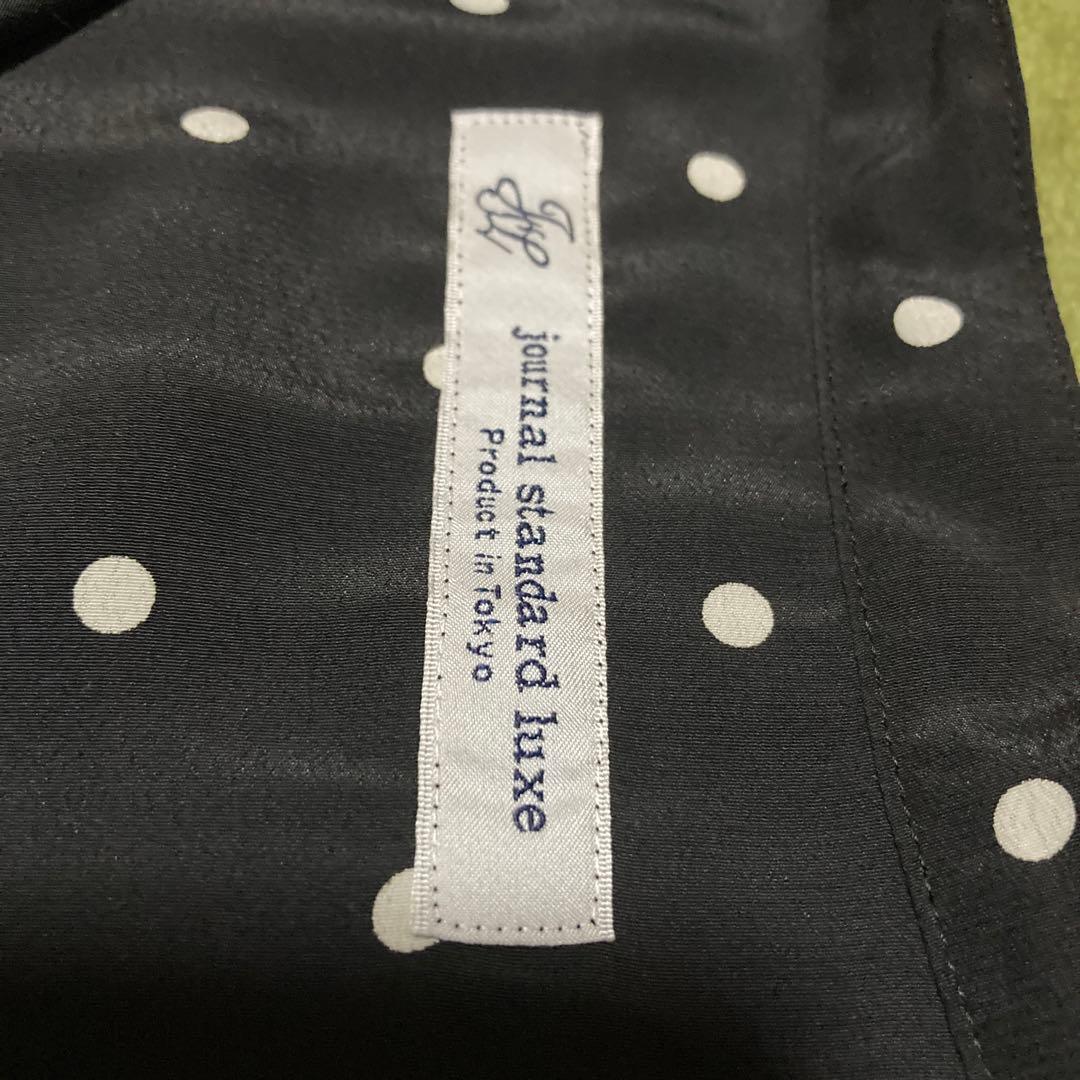 journal standard luxe
Product in Tokyo